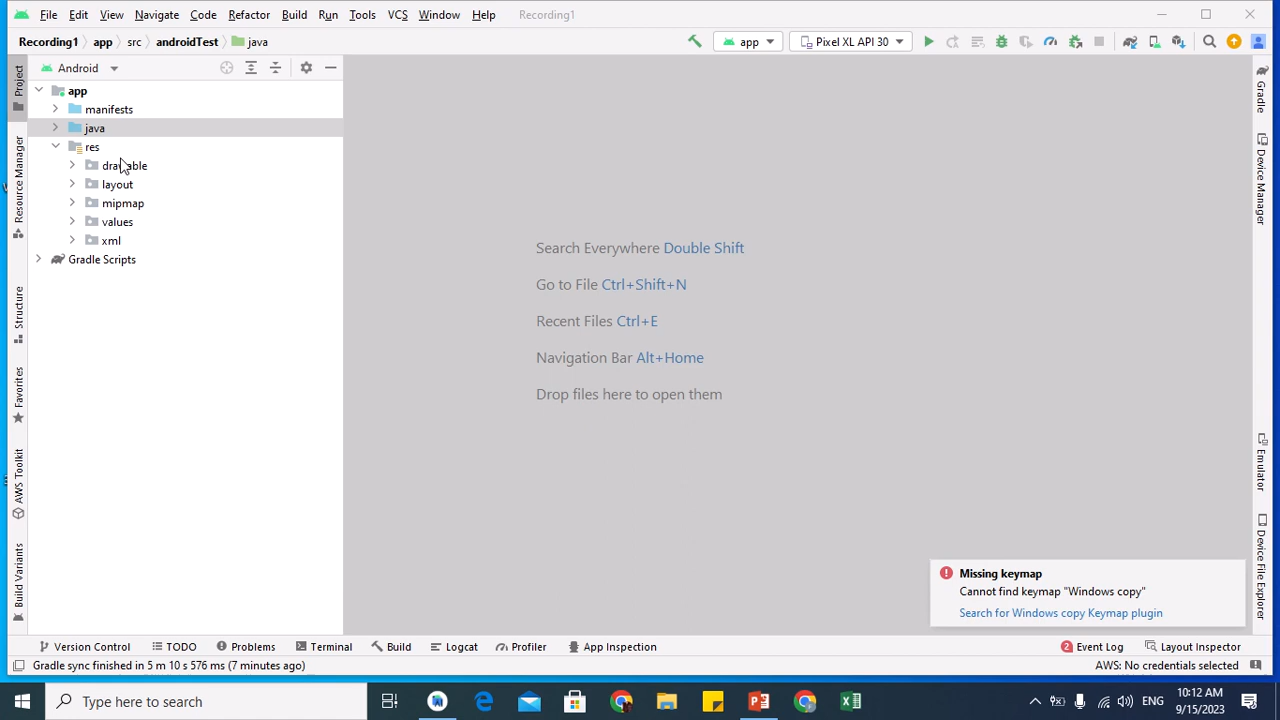 File Edit View Navigate Code Refactor Build Run Tools VCS Window Help Recording1
Recording1 app src androidTest java app Pixel XL API 30
Project
Android
app
manifests
java
res
drawable
layout
mipmap
values
xml
Gradle Scripts
Resource Manager
Structure
Favorites
AWS Toolkit
Build Variants
Search Everywhere Double Shift
Go to File Ctrl+Shift+N
Recent Files Ctrl+E
Navigation Bar Alt+Home
Drop files here to open them
Gradle
Device Manager
Emulator
Device File Explorer
Missing keymap
Cannot find keymap "Windows copy"
Search for Windows copy Keymap plugin
Version Control TODO Problems Terminal Build Logcat Profiler App Inspection 2 Event Log Layout Inspector
Gradle sync finished in 5 m 10 s 576 ms (7 minutes ago) AWS: No credentials selected
Type here to search
ENG
10:12 AM
9/15/2023